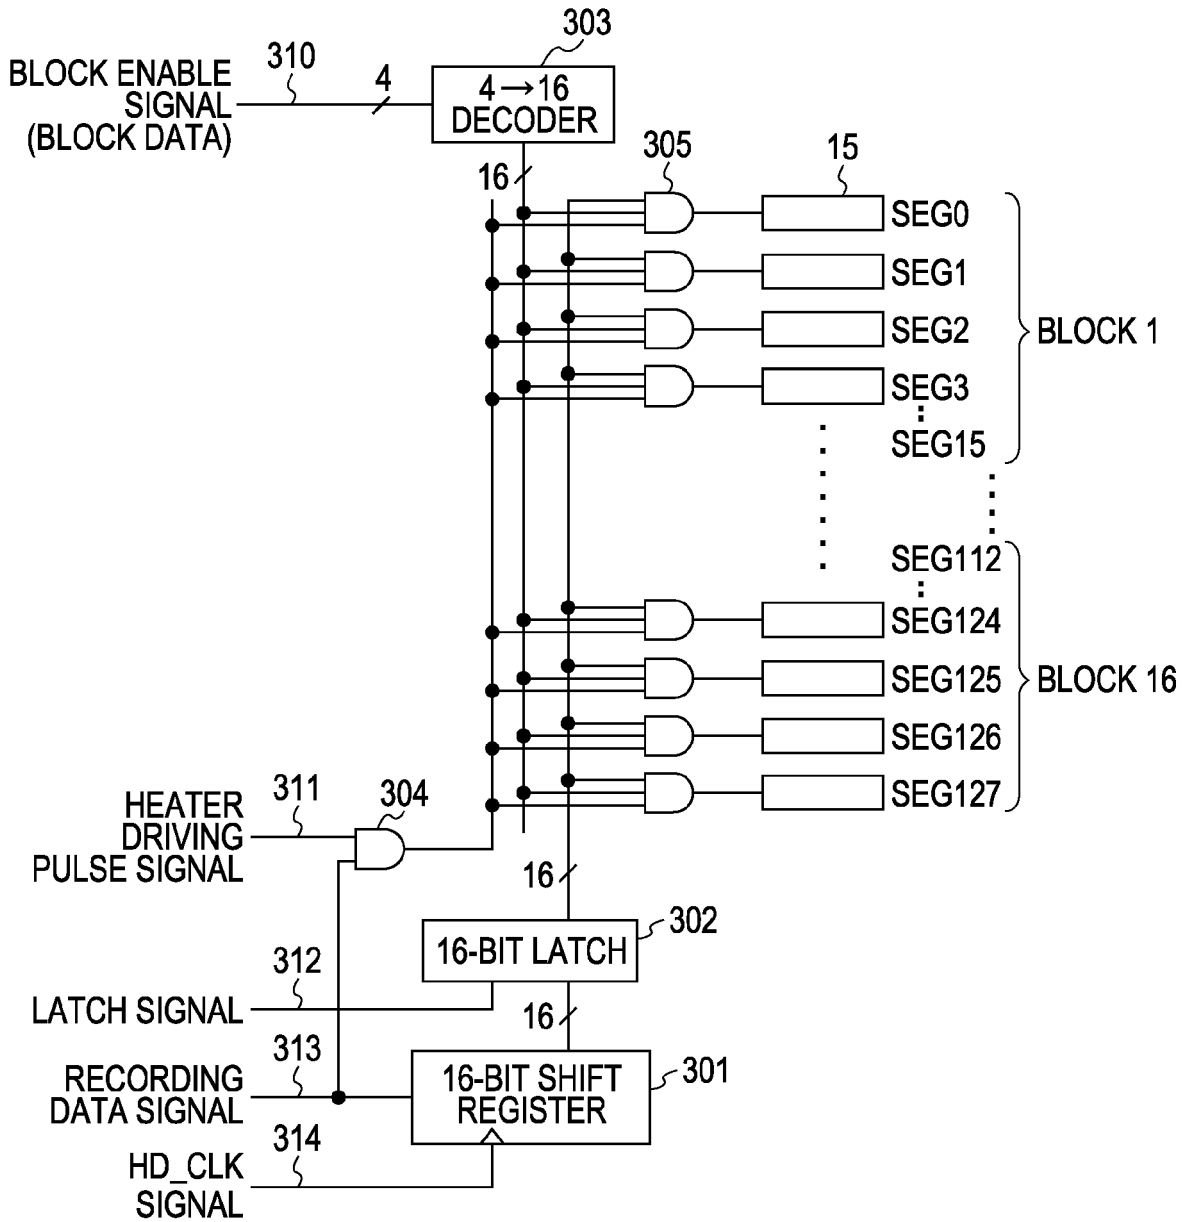 303
310
BLOCK ENABLE
SIGNAL
(BLOCK DATA)
4
4→16
DECODER
16
305
15
SEG0
SEG1
SEG2
SEG3
SEG15
BLOCK 1
SEG112
SEG124
SEG125
SEG126
SEG127
BLOCK 16
311
304
HEATER
DRIVING
PULSE SIGNAL
16
302
16-BIT LATCH
312
LATCH SIGNAL
16
313
301
RECORDING
DATA SIGNAL
16-BIT SHIFT
REGISTER
314
HD_CLK
SIGNAL